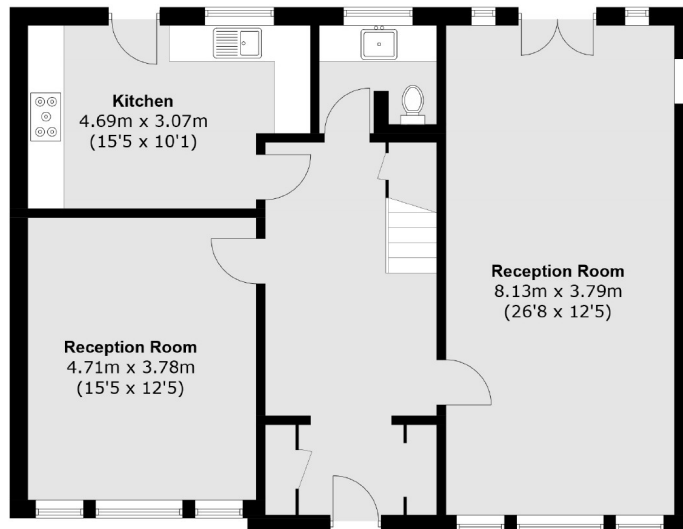 Kitchen
4.69m x 3.07m
(15'5 x 10'1)
Reception Room
4.71m x 3.78m
(15'5 x 12'5)
Reception Room
8.13m x 3.79m
(26'8 x 12'5)